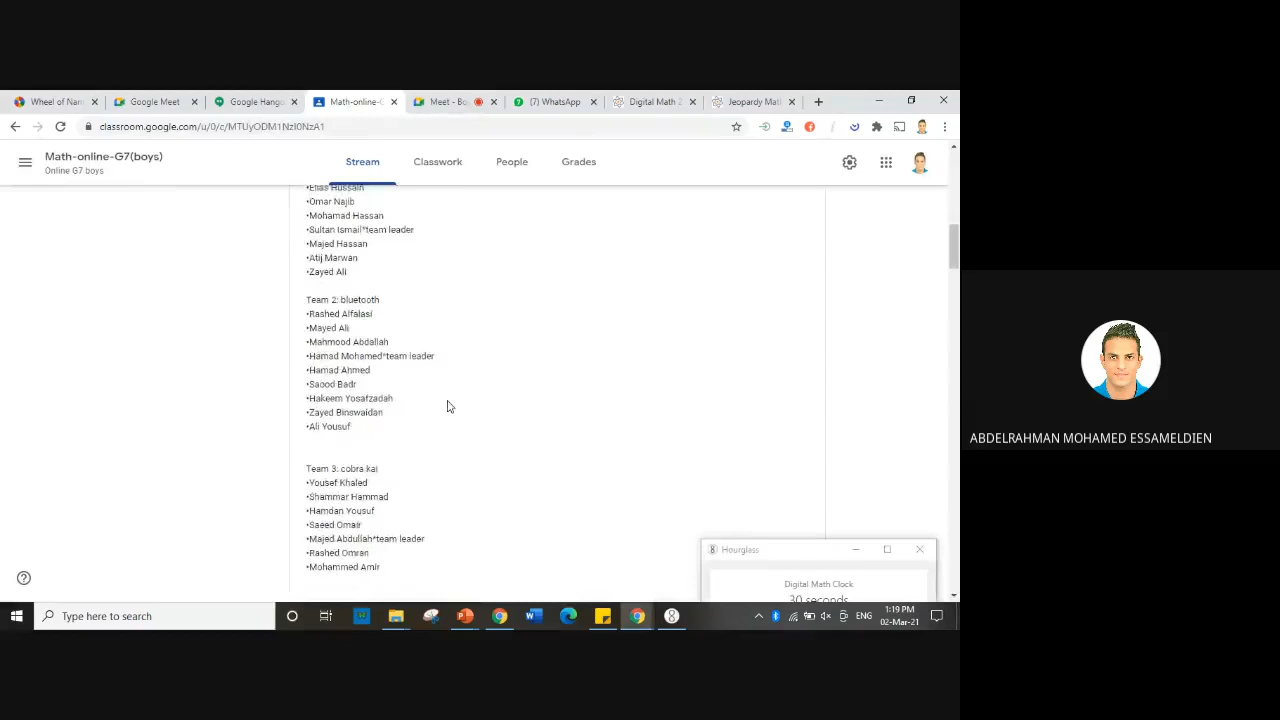 Wheel of Nam
Google Meet
Google Hango
Math-online-G
Meet - Bo
(7) WhatsApp
Digital Math 2
Jeopardy Mat
classroom.google.com/u/0/c/MTUyODM1NzI0NzA1
Math-online-G7(boys)
Online G7 boys
Stream
Classwork
People
Grades
•Elias Hussain
•Omar Najib
•Mohamad Hassan
•Sultan Ismail*team leader
•Majed Hassan
•Atij Marwan
•Zayed Ali
Team 2: bluetooth
•Rashed Alfalasi
•Mayed Ali
•Mahmood Abdallah
•Hamad Mohamed*team leader
•Hamad Ahmed
•Saood Badr
•Hakeem Yosafzadah
•Zayed Binswaidan
•Ali Yousuf
Team 3: cobra kai
•Yousef Khaled
•Shammar Hammad
•Hamdan Yousuf
•Saeed Omair
•Majed Abdullah*team leader
•Rashed Omran
•Mohammed Amir
Hourglass
Digital Math Clock
30 seconds
Type here to search
ENG
1:19 PM
02-Mar-21
ABDELRAHMAN MOHAMED ESSAMELDIEN